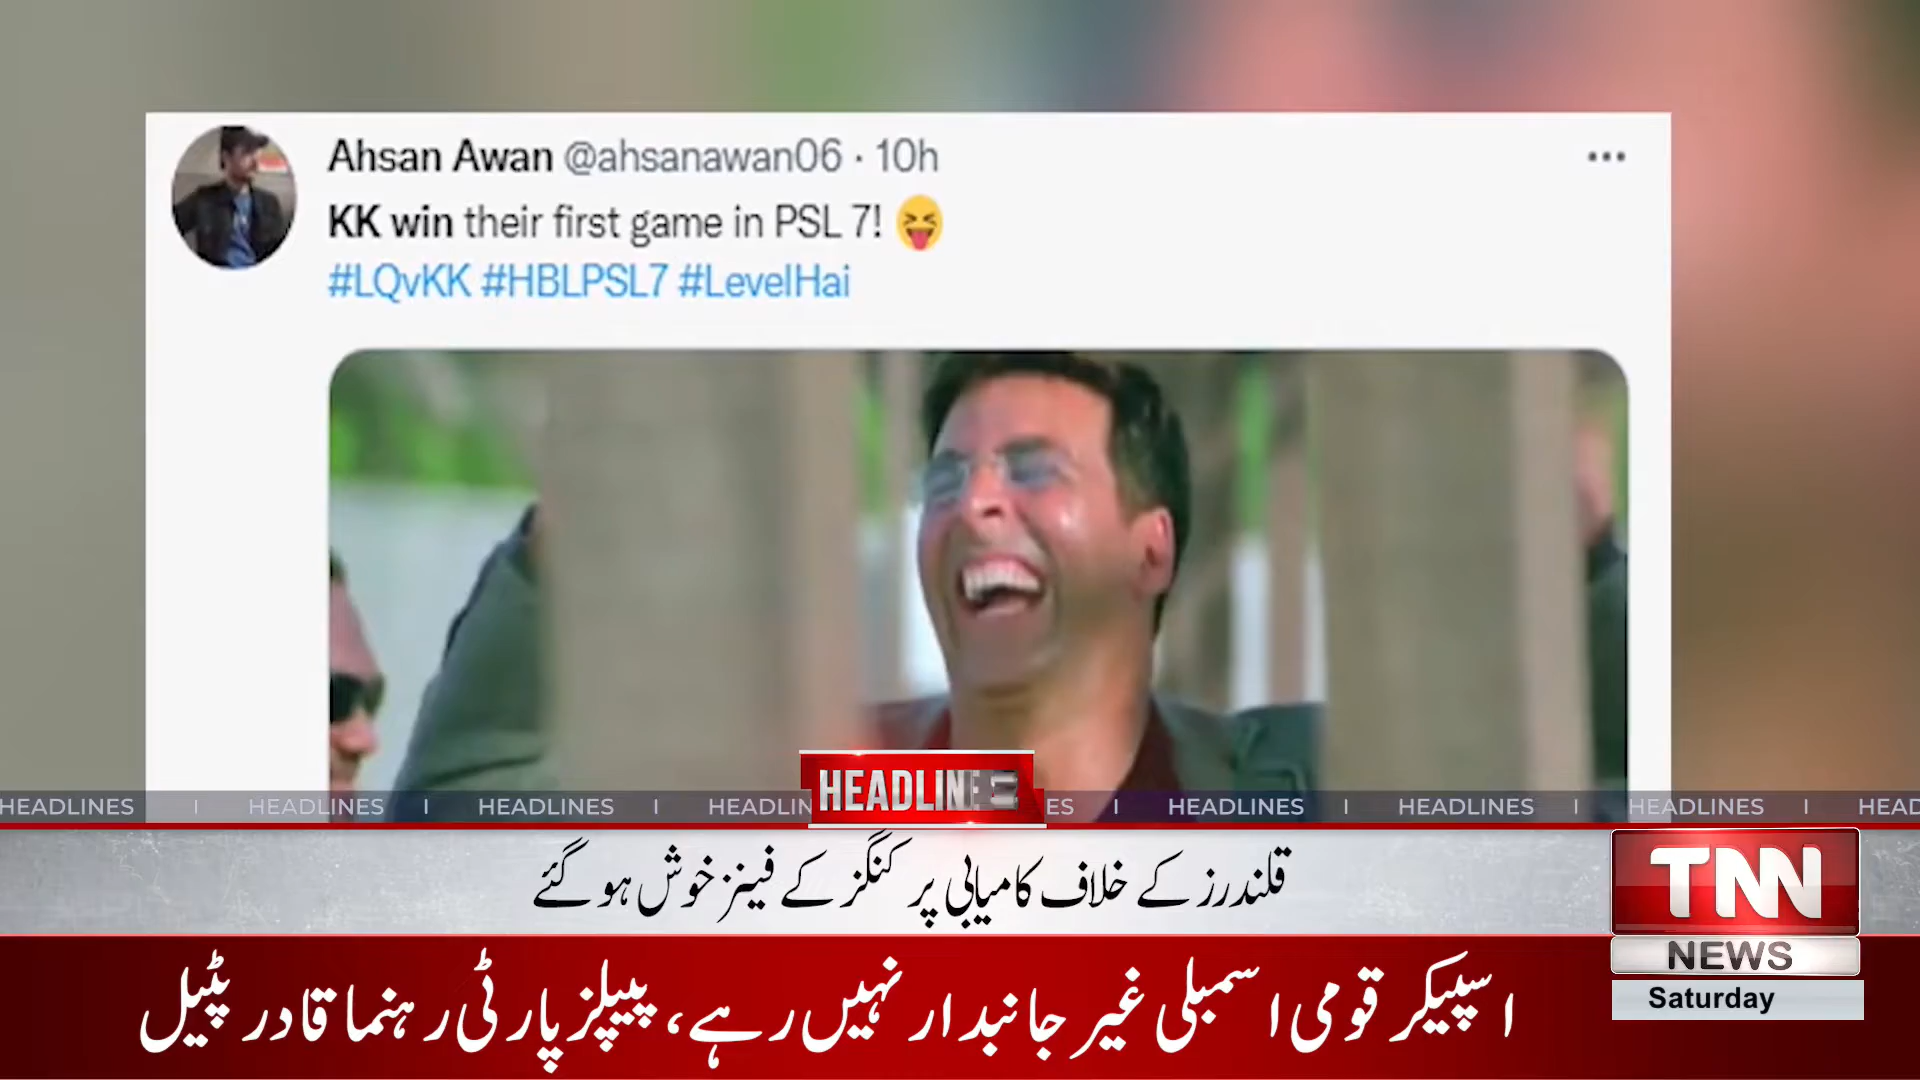 Ahsan Awan @ahsanawan06 · 10h
KK win their first game in PSL 7! 😝
#LQvKK #HBLPSL7 #LevelHai
HEADLINES | HEADLINES | HEADLINES | HEADLIN ES | HEADLINES | HEADLINES | HEADLINES | HEAD
HEADLINES
قلندرز کے خلاف کامیابی پر کنگز کے فینز خوش ہو گئے
TNN
NEWS
Saturday
اسپیکر قومی اسمبلی غیر جانبدار نہیں رہے، پیپلز پارٹی رہنما قادر پٹیل